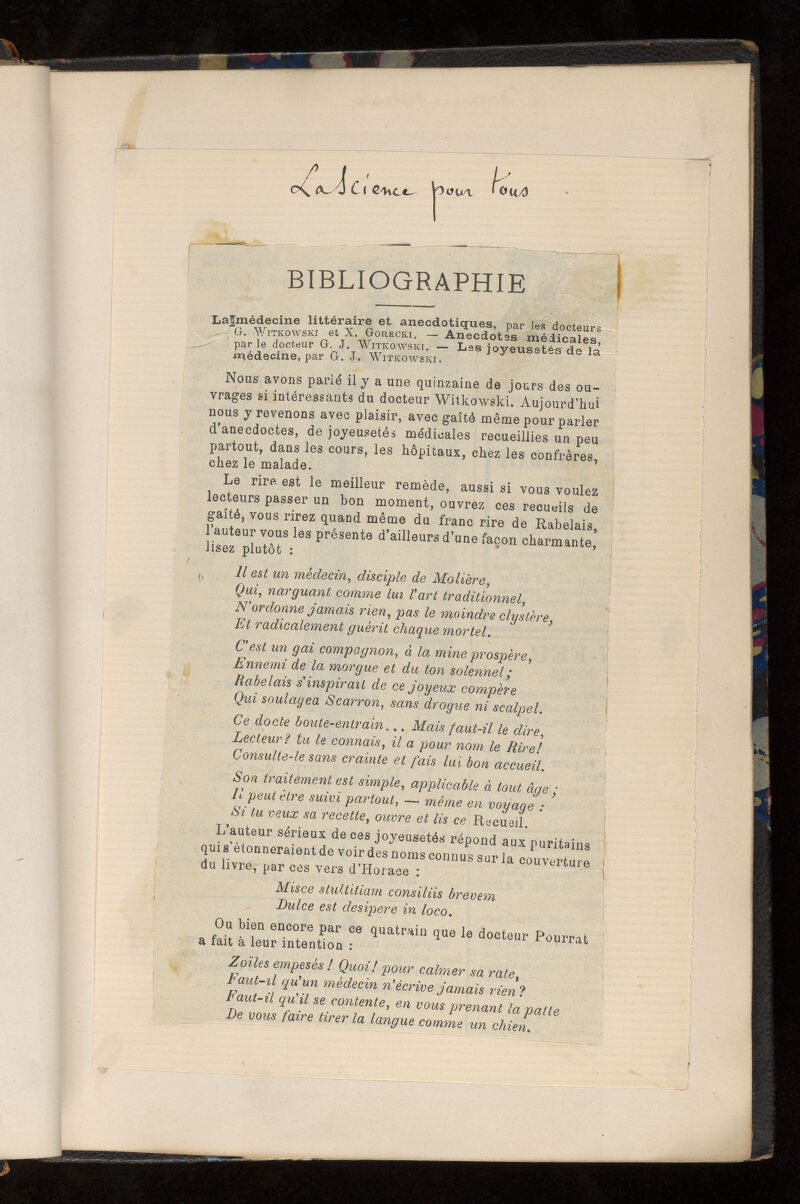 La Science pour Tous
BIBLIOGRAPHIE
La médecine littéraire et anecdotiques, par les docteurs
G. WITKOWSKI et X. GORECKI. — Anecdotes médicales,
par le docteur G. J. WITKOWSKI. — Les joyeusetés de la
médecine, par G. J. WITKOWSKI.
Nous avons parlé il y a une quinzaine de jours des ou-
vrages si intéressants du docteur Witkowski. Aujourd'hui
nous y revenons avec plaisir, avec gaîté même pour parler
d'anecdoctes, de joyeusetés médicales recueillies un peu
partout, dans les cours, les hôpitaux, chez les confrères,
chez le malade.
Le rire est le meilleur remède, aussi si vous voulez
lecteurs passer un bon moment, ouvrez ces recueils de
gaîté, vous rirez quand même du franc rire de Rabelais,
l'auteur vous les présente d'ailleurs d'une façon charmante,
lisez plutôt :
Il est un médecin, disciple de Molière,
Qui, narguant comme lui l'art traditionnel,
N'ordonne jamais rien, pas le moindre clystère,
Et radicalement guérit chaque mortel.
C'est un gai compagnon, à la mine prospère,
Ennemi de la morgue et du ton solennel;
Rabelais s'inspirait de ce joyeux compère
Qui soulagea Scarron, sans drogue ni scalpel.
Ce docte boute-entrain... Mais faut-il le dire,
Lecteur? tu le connais, il a pour nom le Rire!
Consulte-le sans crainte et fais lui bon accueil.
Son traitement est simple, applicable à tout âge ;
Il peut être suivi partout, — même en voyage :
Si tu veux sa recette, ouvre et lis ce Recueil.
L'auteur sérieux de ces joyeusetés répond aux puritains
qui s'étonneraient de voir des noms connus sur la couverture
du livre, par ces vers d'Horace :
Misce stultitiam consiliis brevem
Dulce est desipere in loco.
Ou bien encore par ce quatrain que le docteur Pourrat
a fait à leur intention :
Zoïles empesés ! Quoi ! pour calmer sa rate,
Faut-il qu'un médecin n'écrive jamais rien ?
Faut-il qu'il se contente, en vous prenant la patte
De vous faire tirer la langue comme un chien.